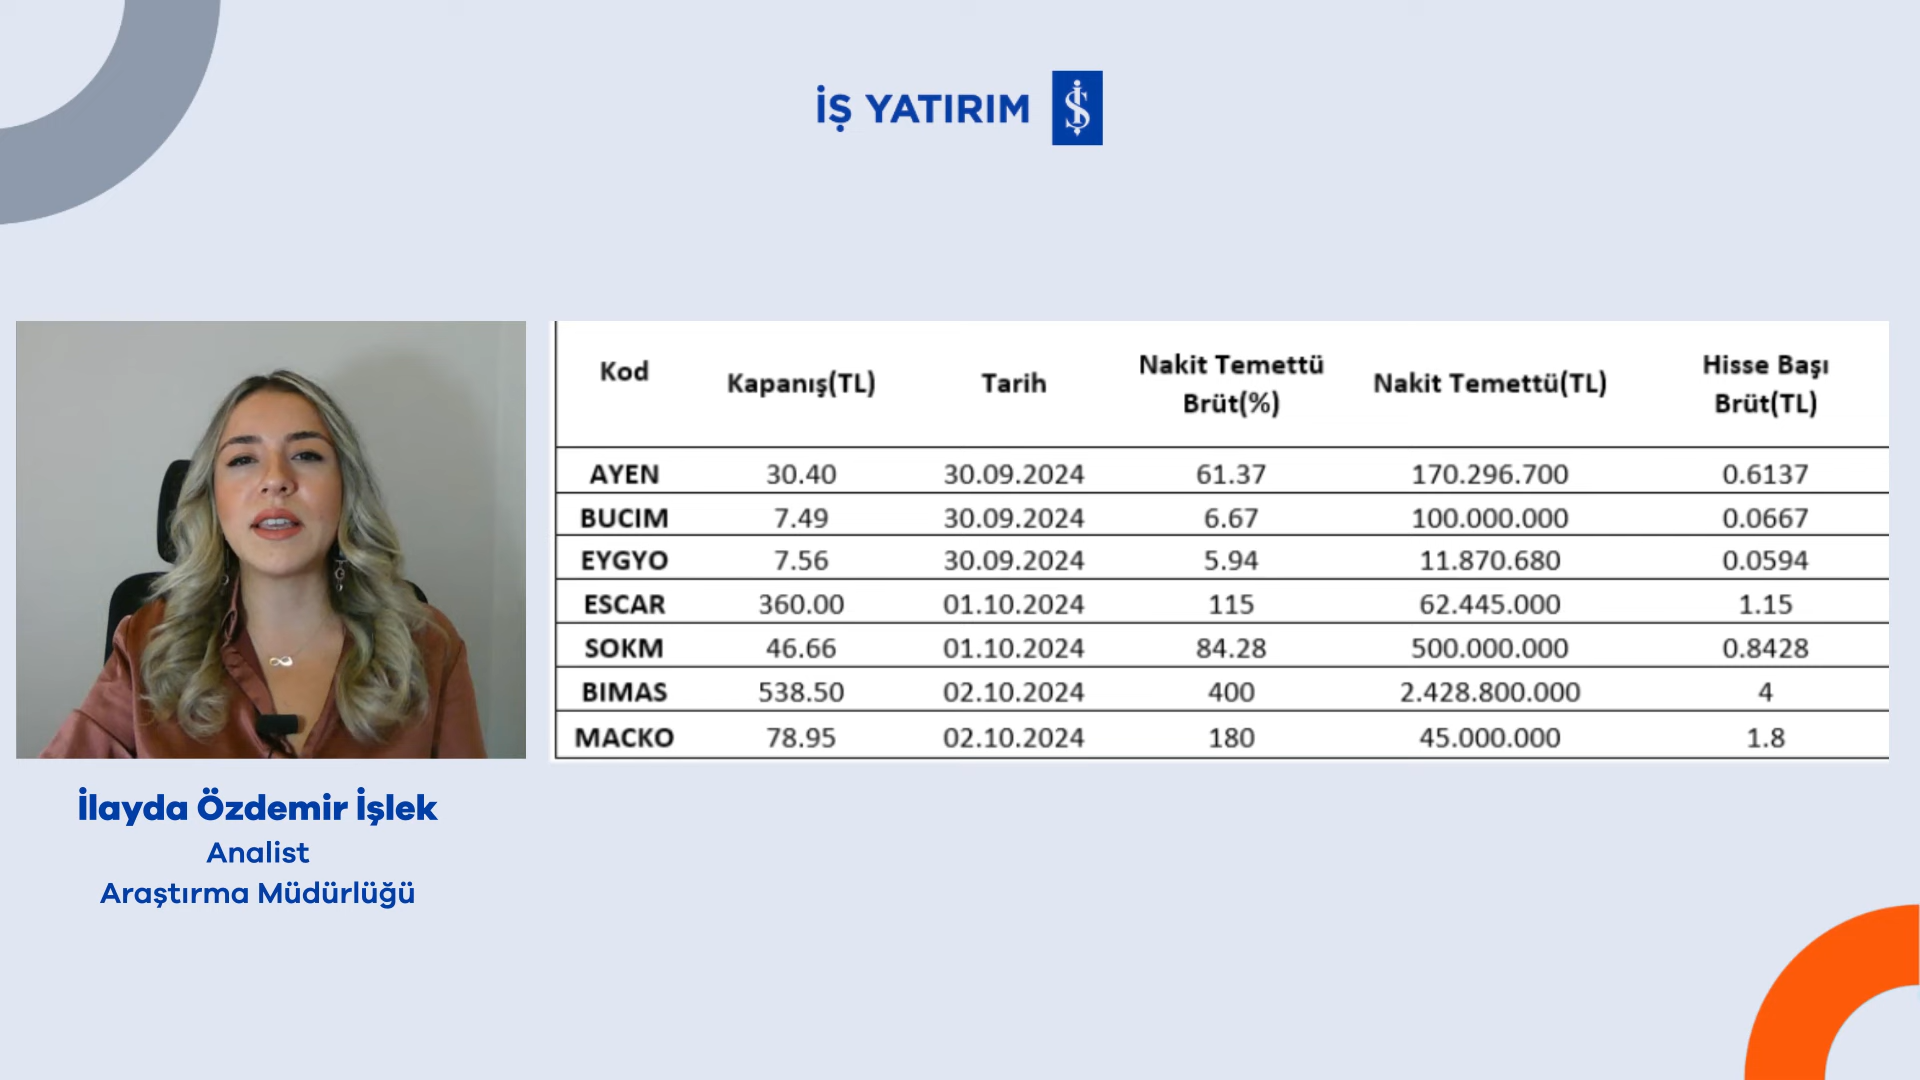 İŞ YATIRIM
Kod Kapanış(TL) Tarih Nakit Temettü Brüt(%) Nakit Temettü(TL) Hisse Başı Brüt(TL)
AYEN 30.40 30.09.2024 61.37 170.296.700 0.6137
BUCIM 7.49 30.09.2024 6.67 100.000.000 0.0667
EYGYO 7.56 30.09.2024 5.94 11.870.680 0.0594
ESCAR 360.00 01.10.2024 115 62.445.000 1.15
SOKM 46.66 01.10.2024 84.28 500.000.000 0.8428
BIMAS 538.50 02.10.2024 400 2.428.800.000 4
MACKO 78.95 02.10.2024 180 45.000.000 1.8
İlayda Özdemir İşlek
Analist
Araştırma Müdürlüğü